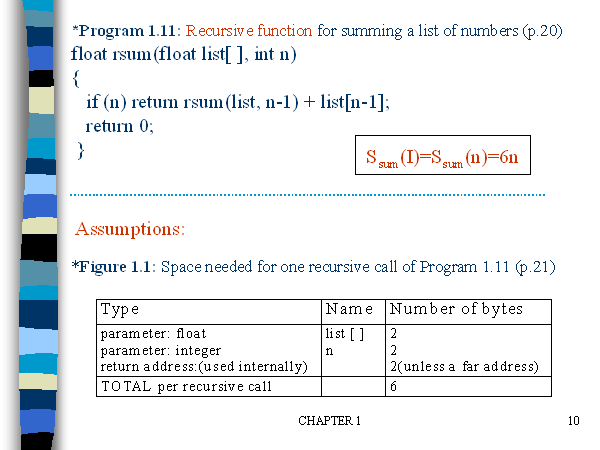 *Program 1.11: Recursive function for summing a list of numbers (p.20)
float rsum(float list[ ], int n)
{
if (n) return rsum(list, n-1) + list[n-1];
return 0;
}
Ssum(I)=Ssum(n)=6n
Assumptions:
*Figure 1.1: Space needed for one recursive call of Program 1.11 (p.21)
Type Name Number of bytes
parameter: float list [ ] 2
parameter: integer n 2
return address:(used internally) 2(unless a far address)
TOTAL per recursive call 6
CHAPTER 1 10